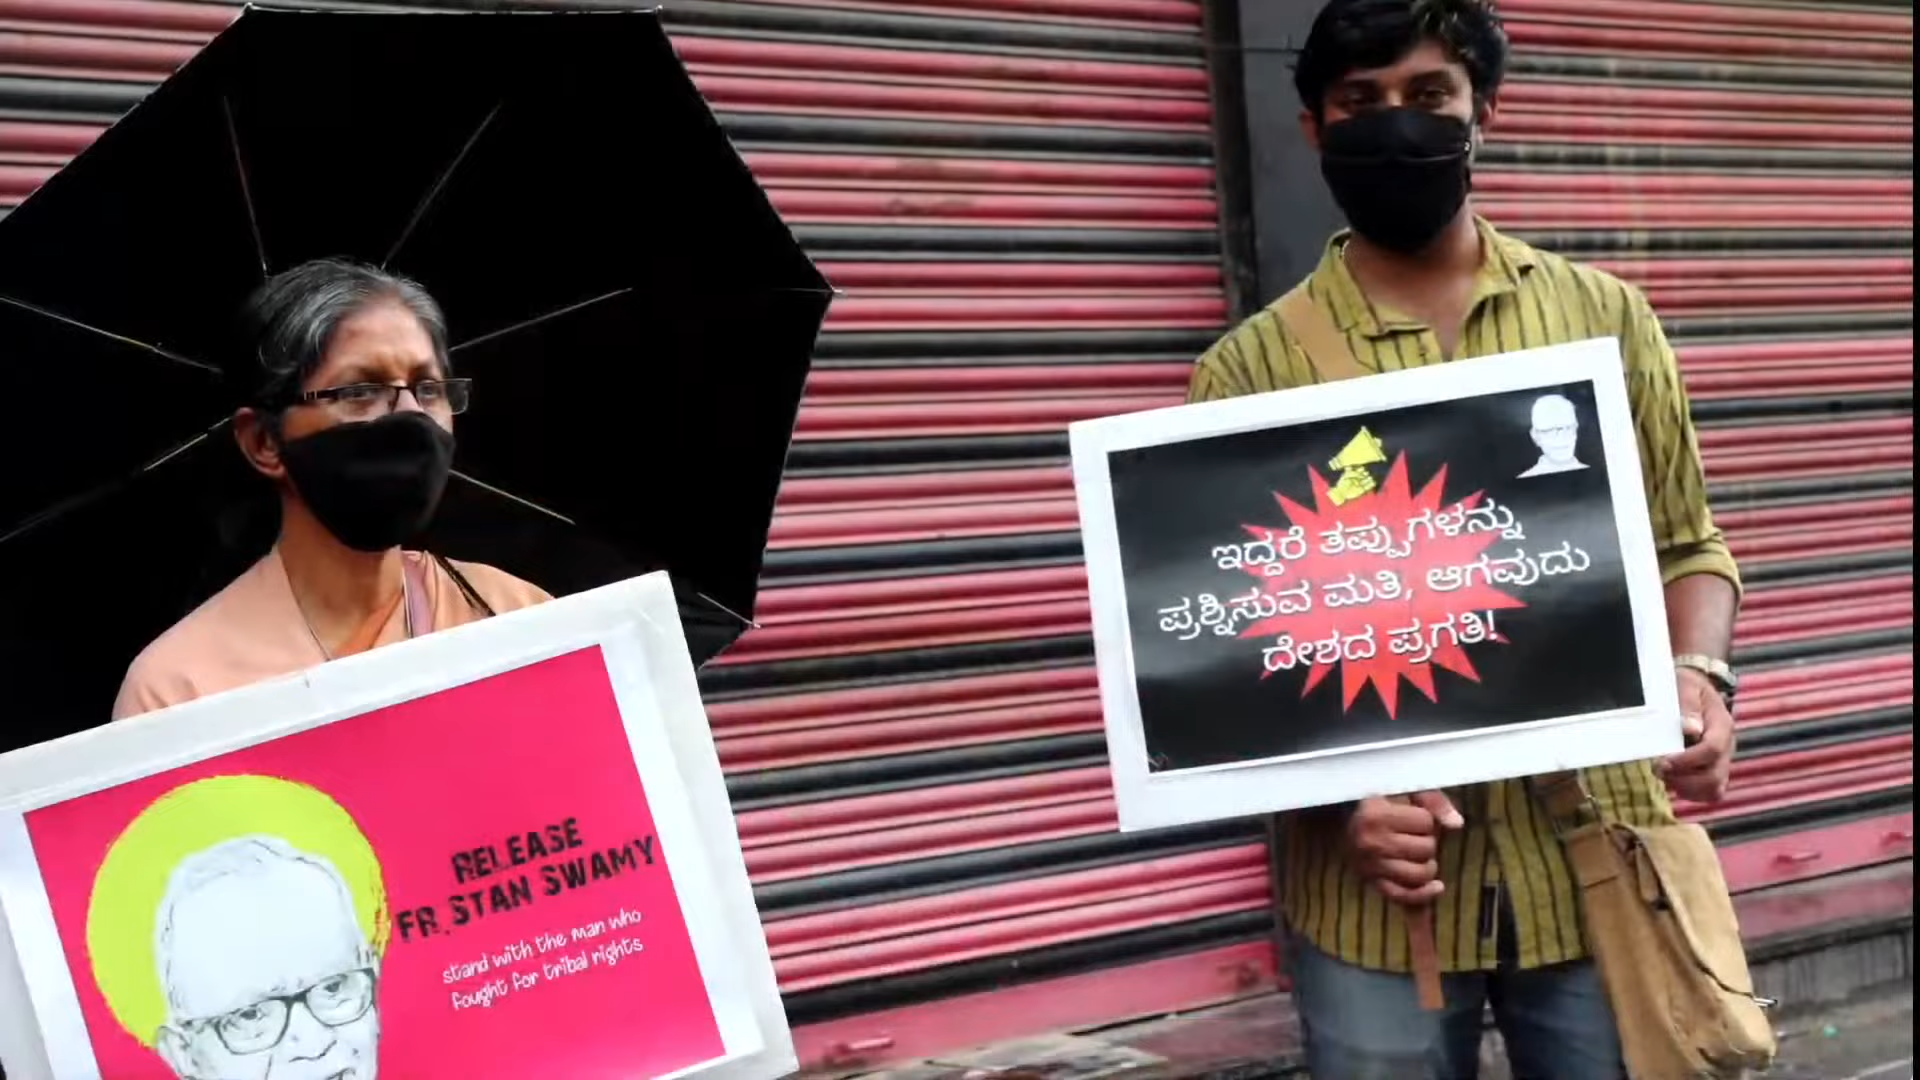 RELEASE
FR. STAN SWAMY
stand with the man who
fought for tribal rights
ಇದ್ದರೆ ತಪ್ಪುಗಳನ್ನು
ಪ್ರಶ್ನಿಸುವ ಮತಿ, ಆಗವುದು
ದೇಶದ ಪ್ರಗತಿ!